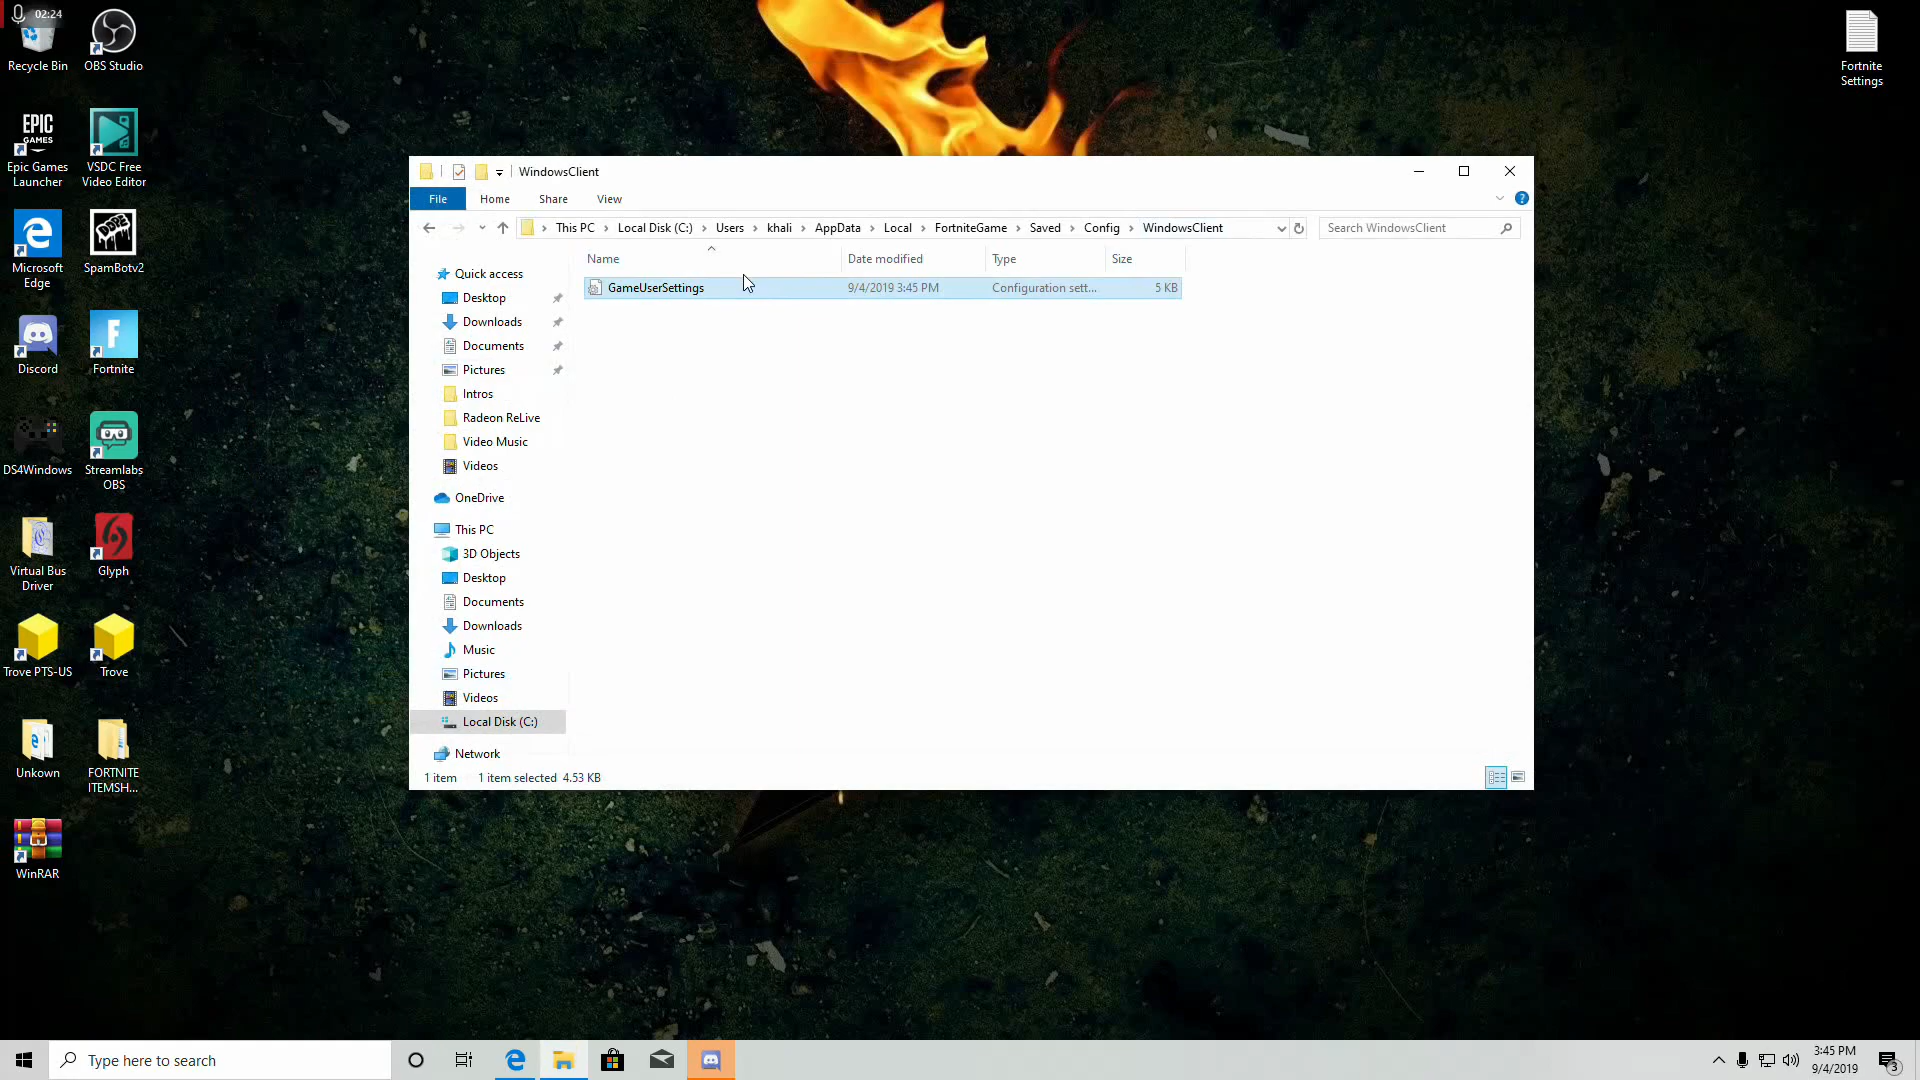 02:24
Recycle Bin
OBS Studio
EPIC GAMES
Epic Games Launcher
VSDC Free Video Editor
Microsoft Edge
SpamBotv2
Discord
Fortnite
DS4Windows
Streamlabs OBS
Virtual Bus Driver
Glyph
Trove PTS-US
Trove
Unkown
FORTNITE ITEMSH...
WinRAR
Fortnite Settings
WindowsClient
File Home Share View
This PC > Local Disk (C:) > Users > khali > AppData > Local > FortniteGame > Saved > Config > WindowsClient
Search WindowsClient
Name Date modified Type Size
GameUserSettings 9/4/2019 3:45 PM Configuration sett... 5 KB
Quick access
Desktop
Downloads
Documents
Pictures
Intros
Radeon ReLive
Video Music
Videos
OneDrive
This PC
3D Objects
Desktop
Documents
Downloads
Music
Pictures
Videos
Local Disk (C:)
Network
1 item 1 item selected 4.53 KB
Type here to search
3:45 PM
9/4/2019
3